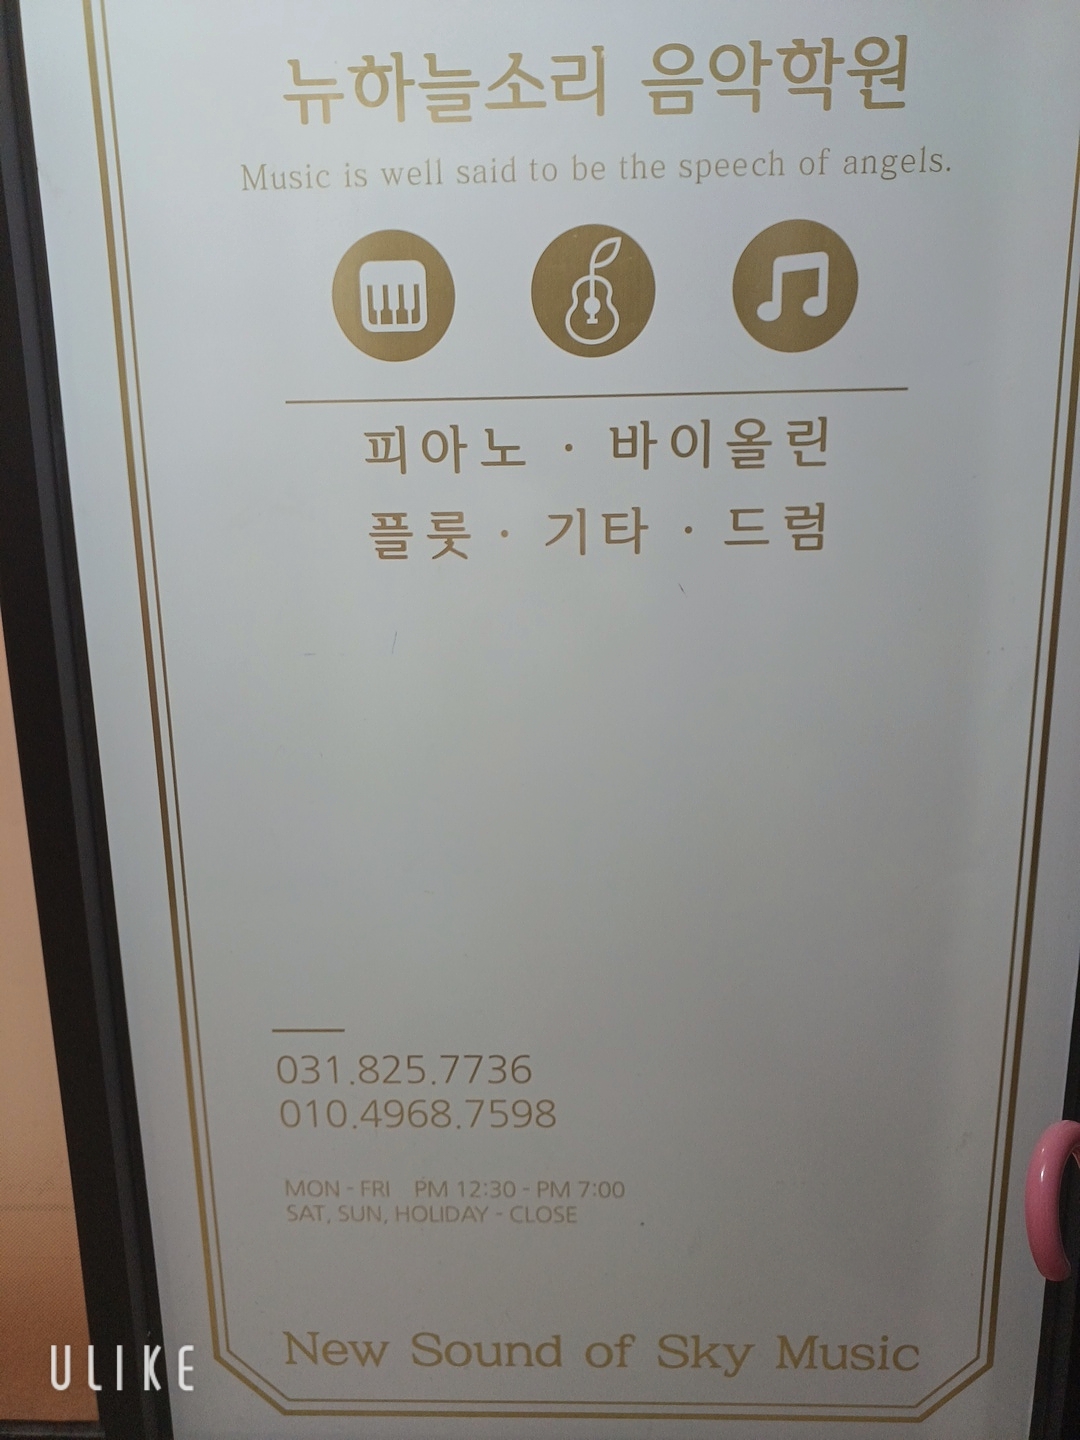 뉴하늘소리 음악학원
Music is well said to be the speech of angels.
피아노 · 바이올린
플룻 · 기타 · 드럼
031.825.7736
010.4968.7598
MON - FRI PM 12:30 - PM 7:00
SAT, SUN, HOLIDAY - CLOSE
New Sound of Sky Music
ULIKE